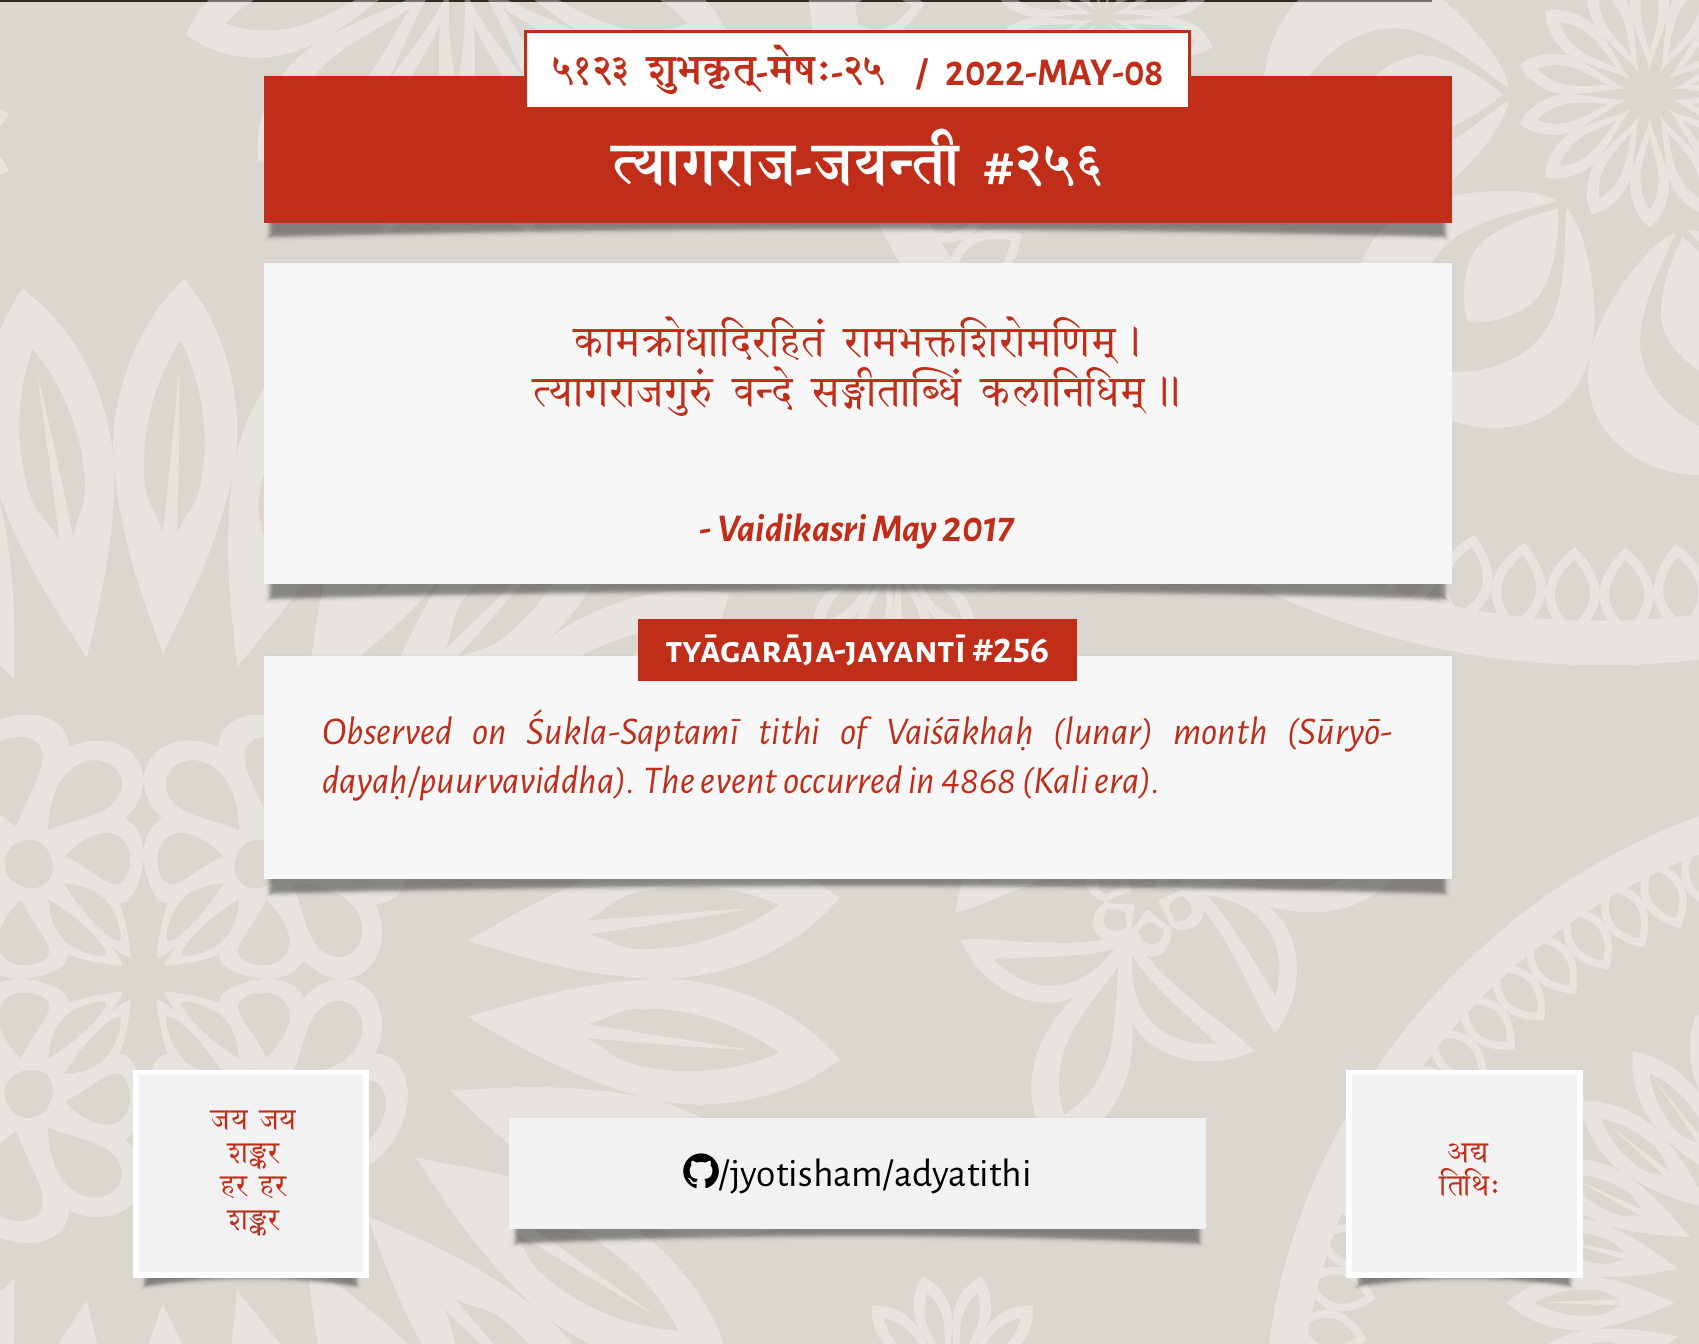 ५१२३ शुभकृत्-मेषः-२५ / 2022-MAY-08
त्यागराज-जयन्ती #२५६
कामक्रोधादिरहितं रामभक्तशिरोमणिम् ।
त्यागराजगुरुं वन्दे सङ्गीताब्धिं कलानिधिम् ॥
- Vaidikasri May 2017
TYĀGARĀJA-JAYANTĪ #256
Observed on Śukla-Saptamī tithi of Vaiśākhaḥ (lunar) month (Sūryō-
dayaḥ/puurvaviddha). The event occurred in 4868 (Kali era).
जय जय
शङ्कर
हर हर
शङ्कर
/jyotisham/adyatithi
अद्य
तिथिः